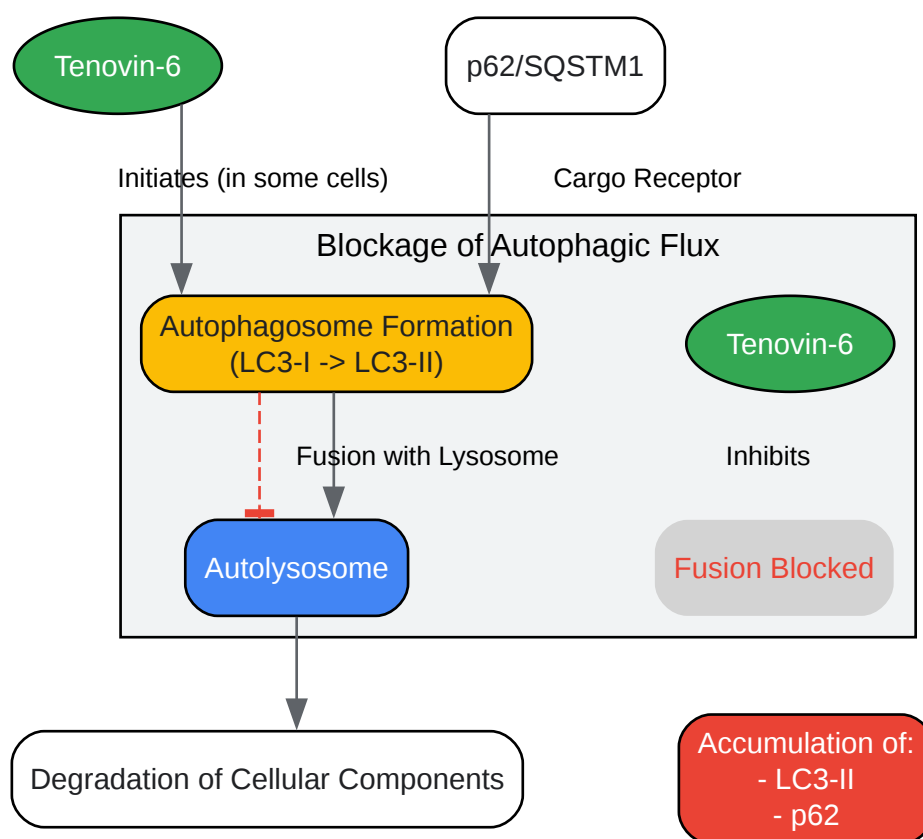 Tenovin-6
p62/SQSTM1
Initiates (in some cells)
Cargo Receptor
Blockage of Autophagic Flux
Autophagosome Formation
(LC3-I -> LC3-II)
Tenovin-6
Fusion with Lysosome
Inhibits
Autolysosome
Fusion Blocked
Degradation of Cellular Components
Accumulation of:
- LC3-II
- p62